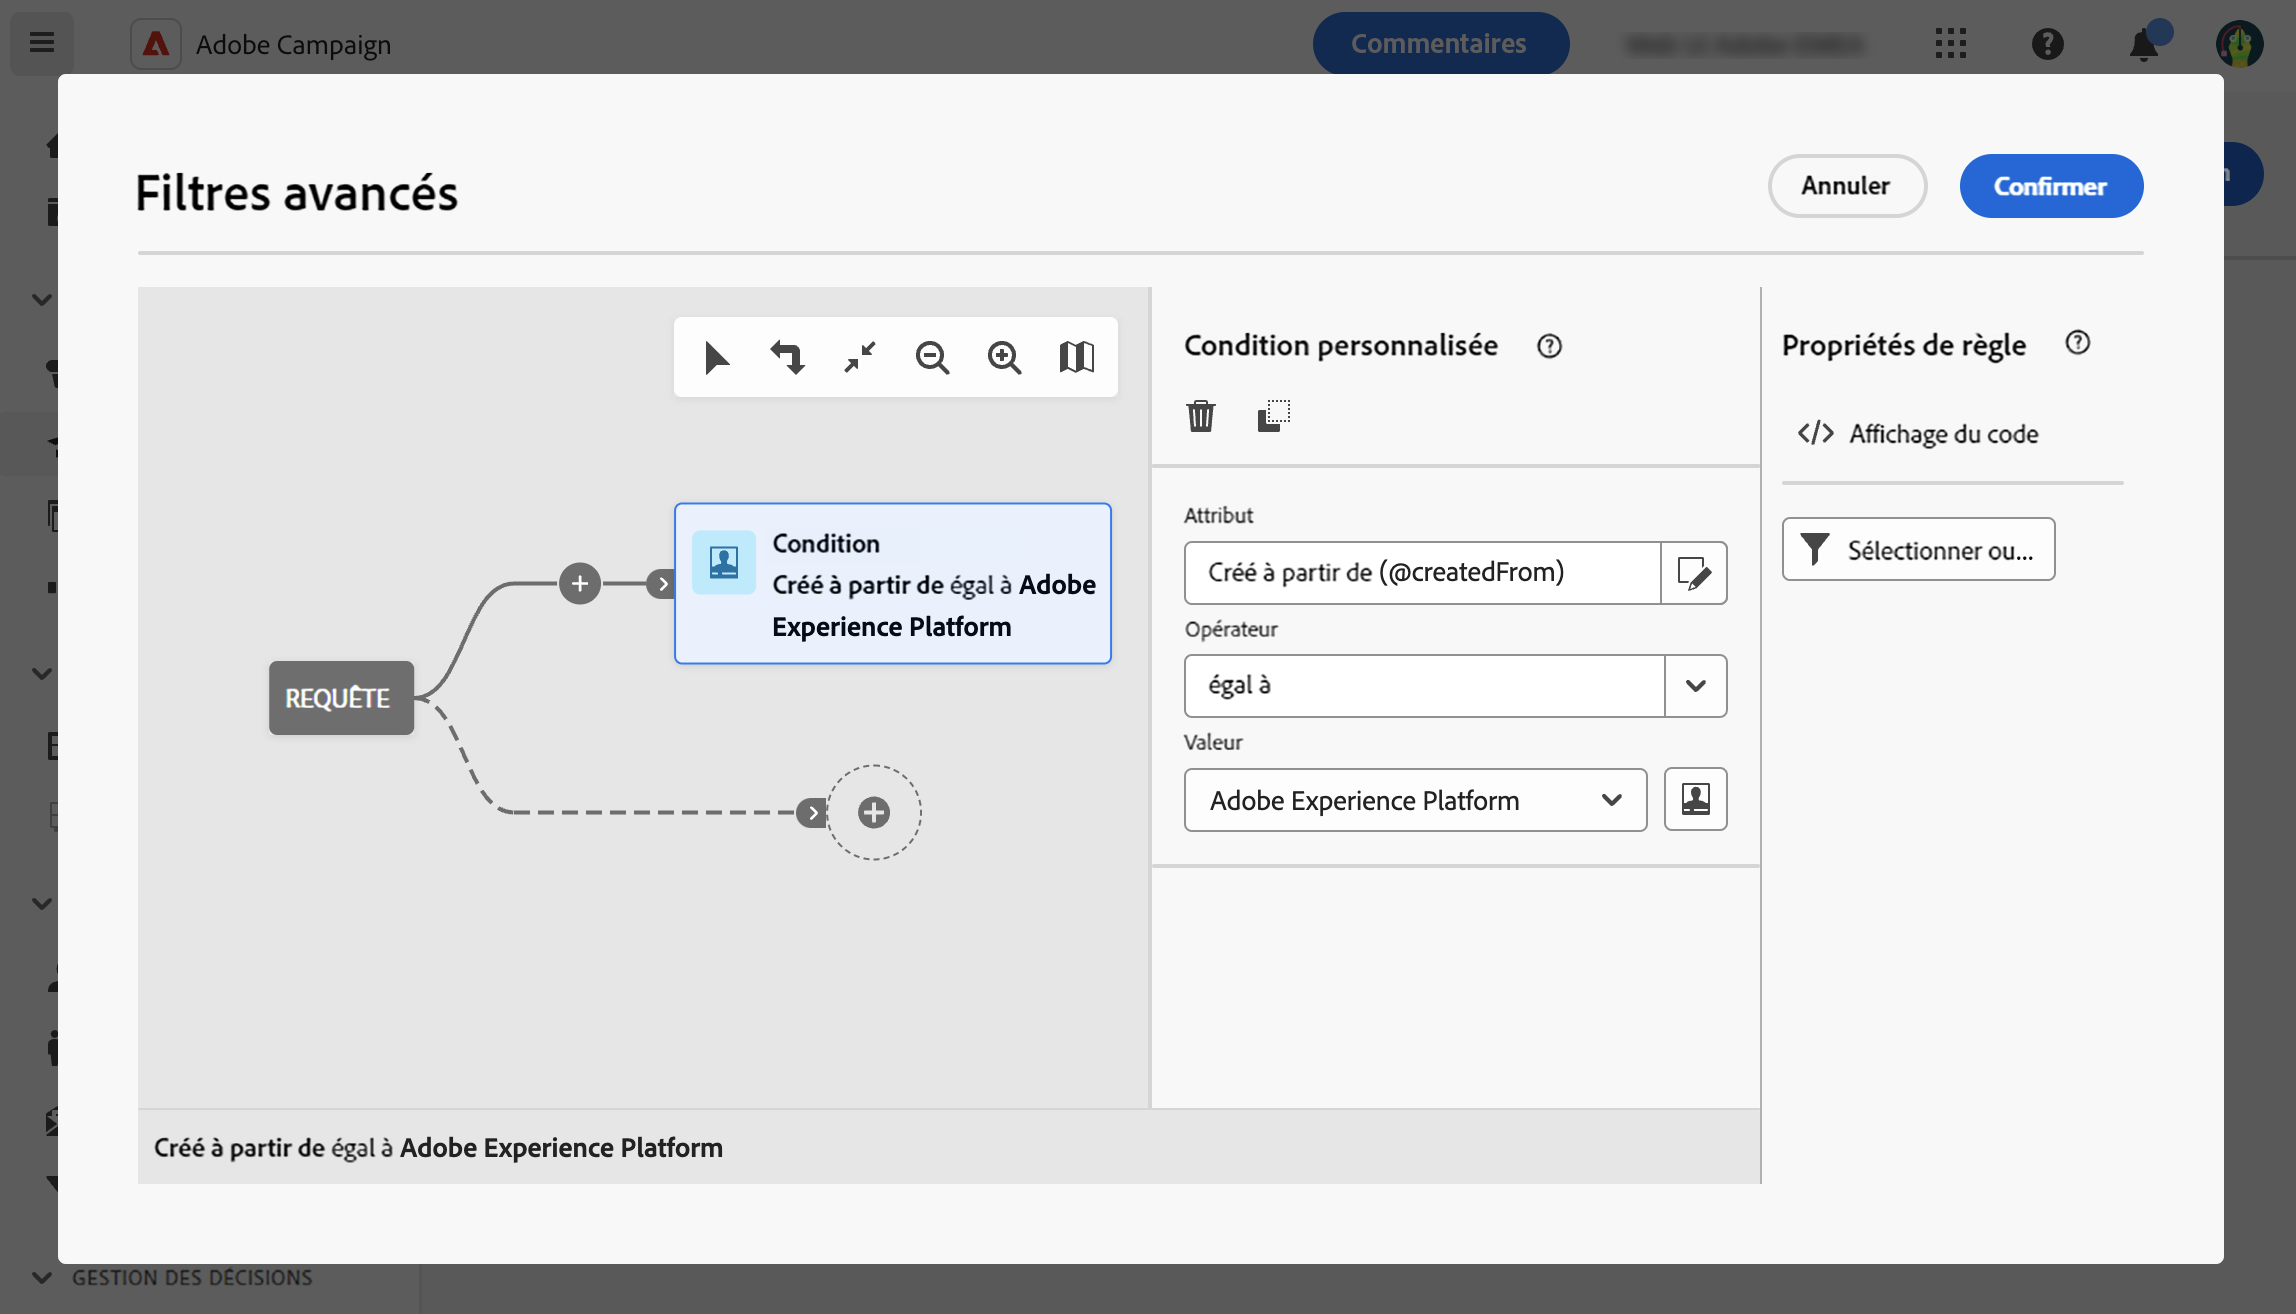 Adobe Campaign
Commentaires
Filtres avancés
Annuler
Confirmer
Condition personnalisée
Propriétés de règle
Affichage du code
Sélectionner ou...
Attribut
Créé à partir de (@createdFrom)
Opérateur
égal à
Valeur
Adobe Experience Platform
Condition
Créé à partir de égal à Adobe
Experience Platform
REQUÊTE
Créé à partir de égal à Adobe Experience Platform
GESTION DES DÉCISIONS